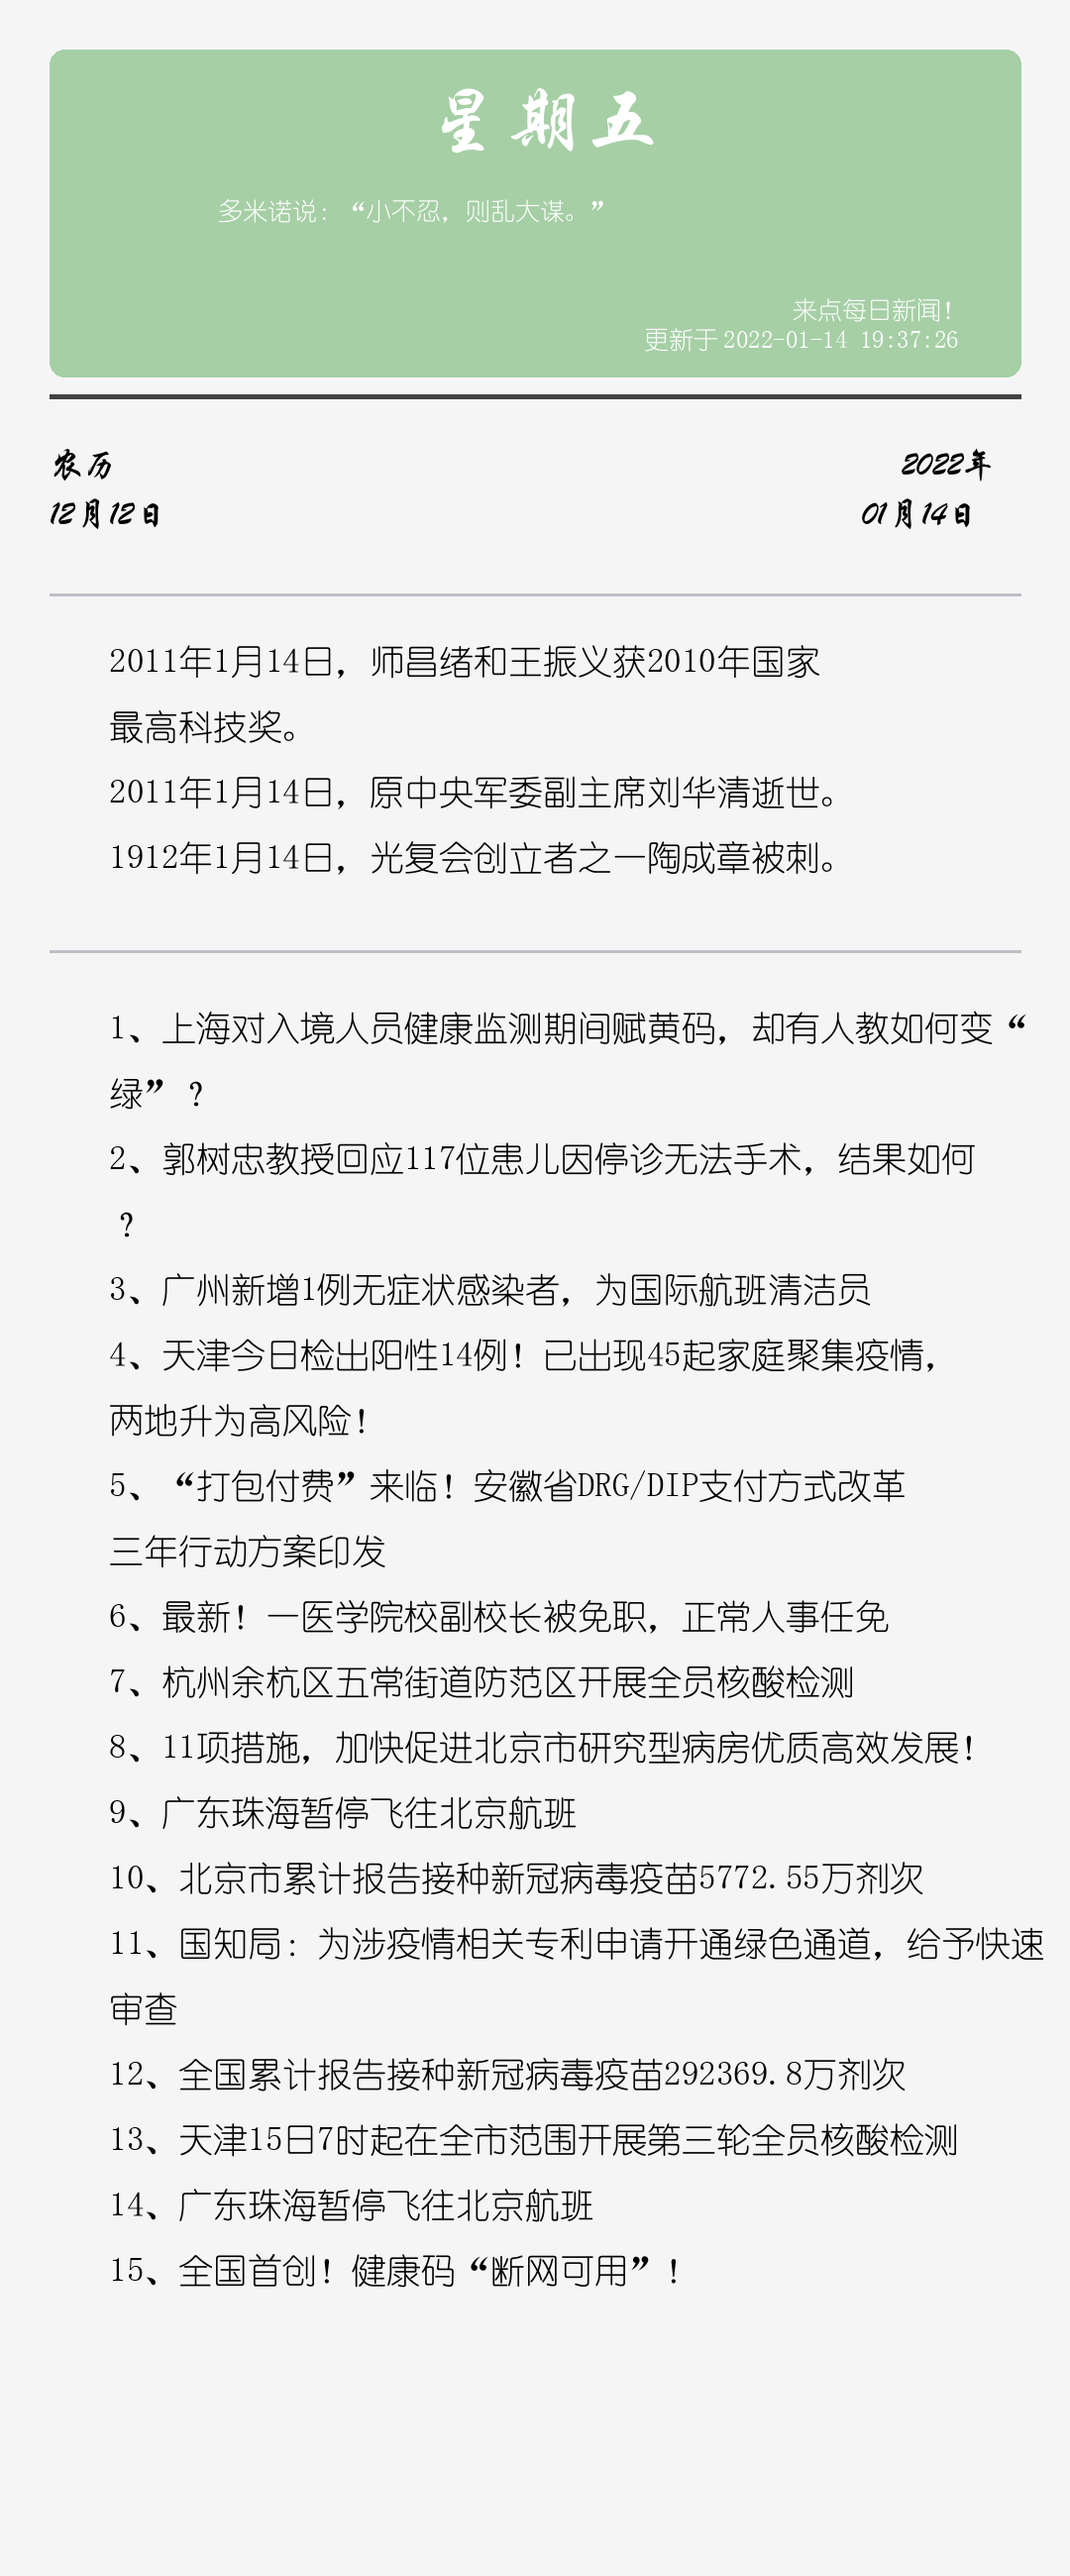 星期五
多米诺说：“小不忍，则乱大谋。”
来点每日新闻！
更新于 2022-01-14 19:37:26
农历
12月12日
2022年
01月14日
2011年1月14日，师昌绪和王振义获2010年国家
最高科技奖。
2011年1月14日，原中央军委副主席刘华清逝世。
1912年1月14日，光复会创立者之一陶成章被刺。
1、上海对入境人员健康监测期间赋黄码，却有人教如何变“
绿”？
2、郭树忠教授回应117位患儿因停诊无法手术，结果如何
？
3、广州新增1例无症状感染者，为国际航班清洁员
4、天津今日检出阳性14例！已出现45起家庭聚集疫情，
两地升为高风险！
5、“打包付费”来临！安徽省DRG/DIP支付方式改革
三年行动方案印发
6、最新！一医学院校副校长被免职，正常人事任免
7、杭州余杭区五常街道防范区开展全员核酸检测
8、11项措施，加快促进北京市研究型病房优质高效发展！
9、广东珠海暂停飞往北京航班
10、北京市累计报告接种新冠病毒疫苗5772.55万剂次
11、国知局：为涉疫情相关专利申请开通绿色通道，给予快速
审查
12、全国累计报告接种新冠病毒疫苗292369.8万剂次
13、天津15日7时起在全市范围开展第三轮全员核酸检测
14、广东珠海暂停飞往北京航班
15、全国首创！健康码“断网可用”！